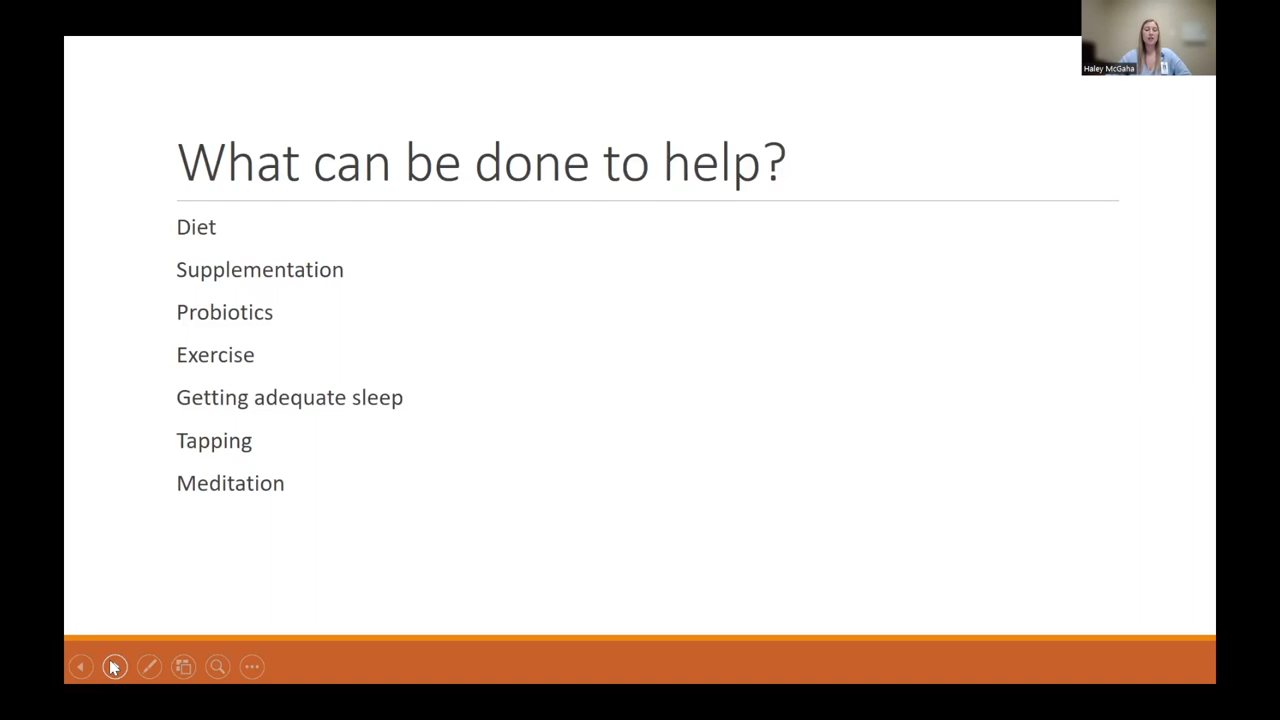 Haley McGaha
What can be done to help?
Diet
Supplementation
Probiotics
Exercise
Getting adequate sleep
Tapping
Meditation